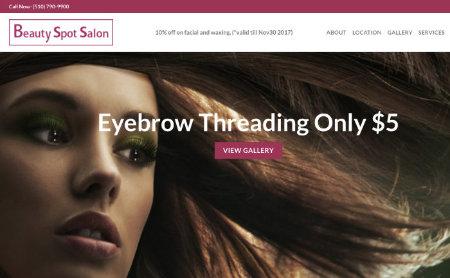 Call Now: (510) 790-9900
Beauty Spot Salon
10% off on facial and waxing, (*valid till Nov30 2017)
ABOUT LOCATION GALLERY SERVICES
Eyebrow Threading Only $5
VIEW GALLERY